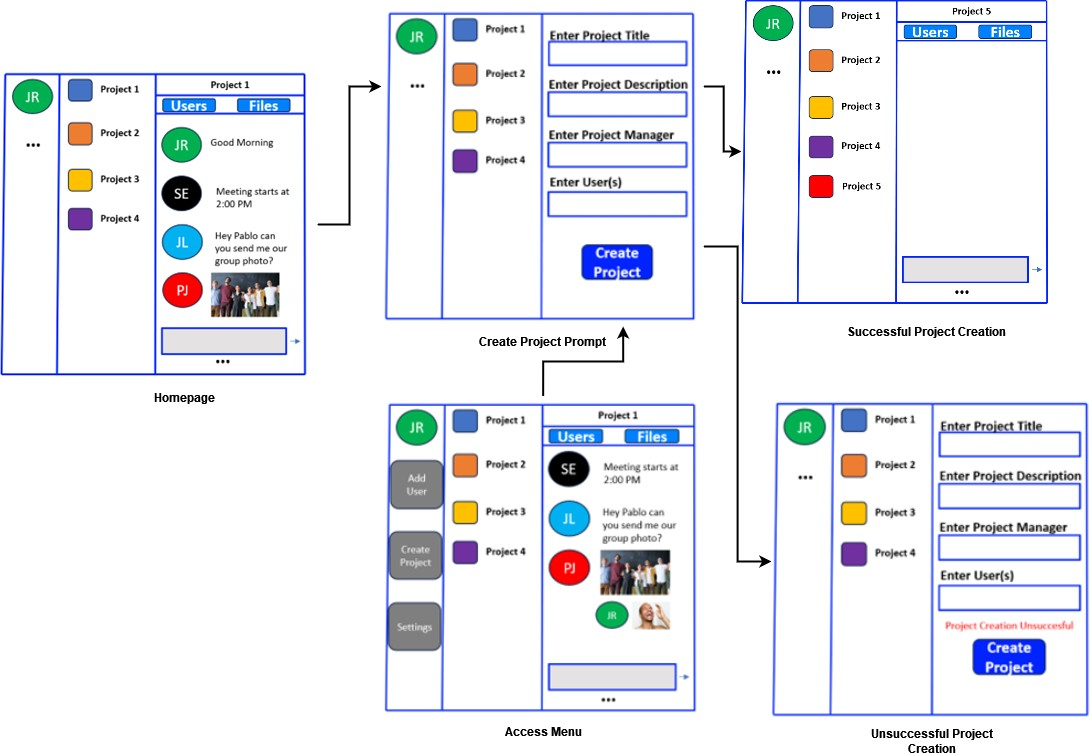 JR
•••
Project 1
Project 2
Project 3
Project 4
Project 1
Users Files
JR Good Morning
SE Meeting starts at
2:00 PM
JL Hey Pablo can
you send me our
group photo?
PJ
•••
Homepage
JR
•••
Project 1
Project 2
Project 3
Project 4
Enter Project Title
Enter Project Description
Enter Project Manager
Enter User(s)
Create
Project
Create Project Prompt
JR
•••
Project 1
Project 2
Project 3
Project 4
Project 5
Project 5
Users Files
•••
Successful Project Creation
JR
Add
User
Create
Project
Settings
Project 1
Project 2
Project 3
Project 4
Project 1
Users Files
SE Meeting starts at
2:00 PM
JL Hey Pablo can
you send me our
group photo?
PJ
JR
•••
Access Menu
JR
•••
Project 1
Project 2
Project 3
Project 4
Enter Project Title
Enter Project Description
Enter Project Manager
Enter User(s)
Project Creation Unsuccesful
Create
Project
Unsuccessful Project
Creation